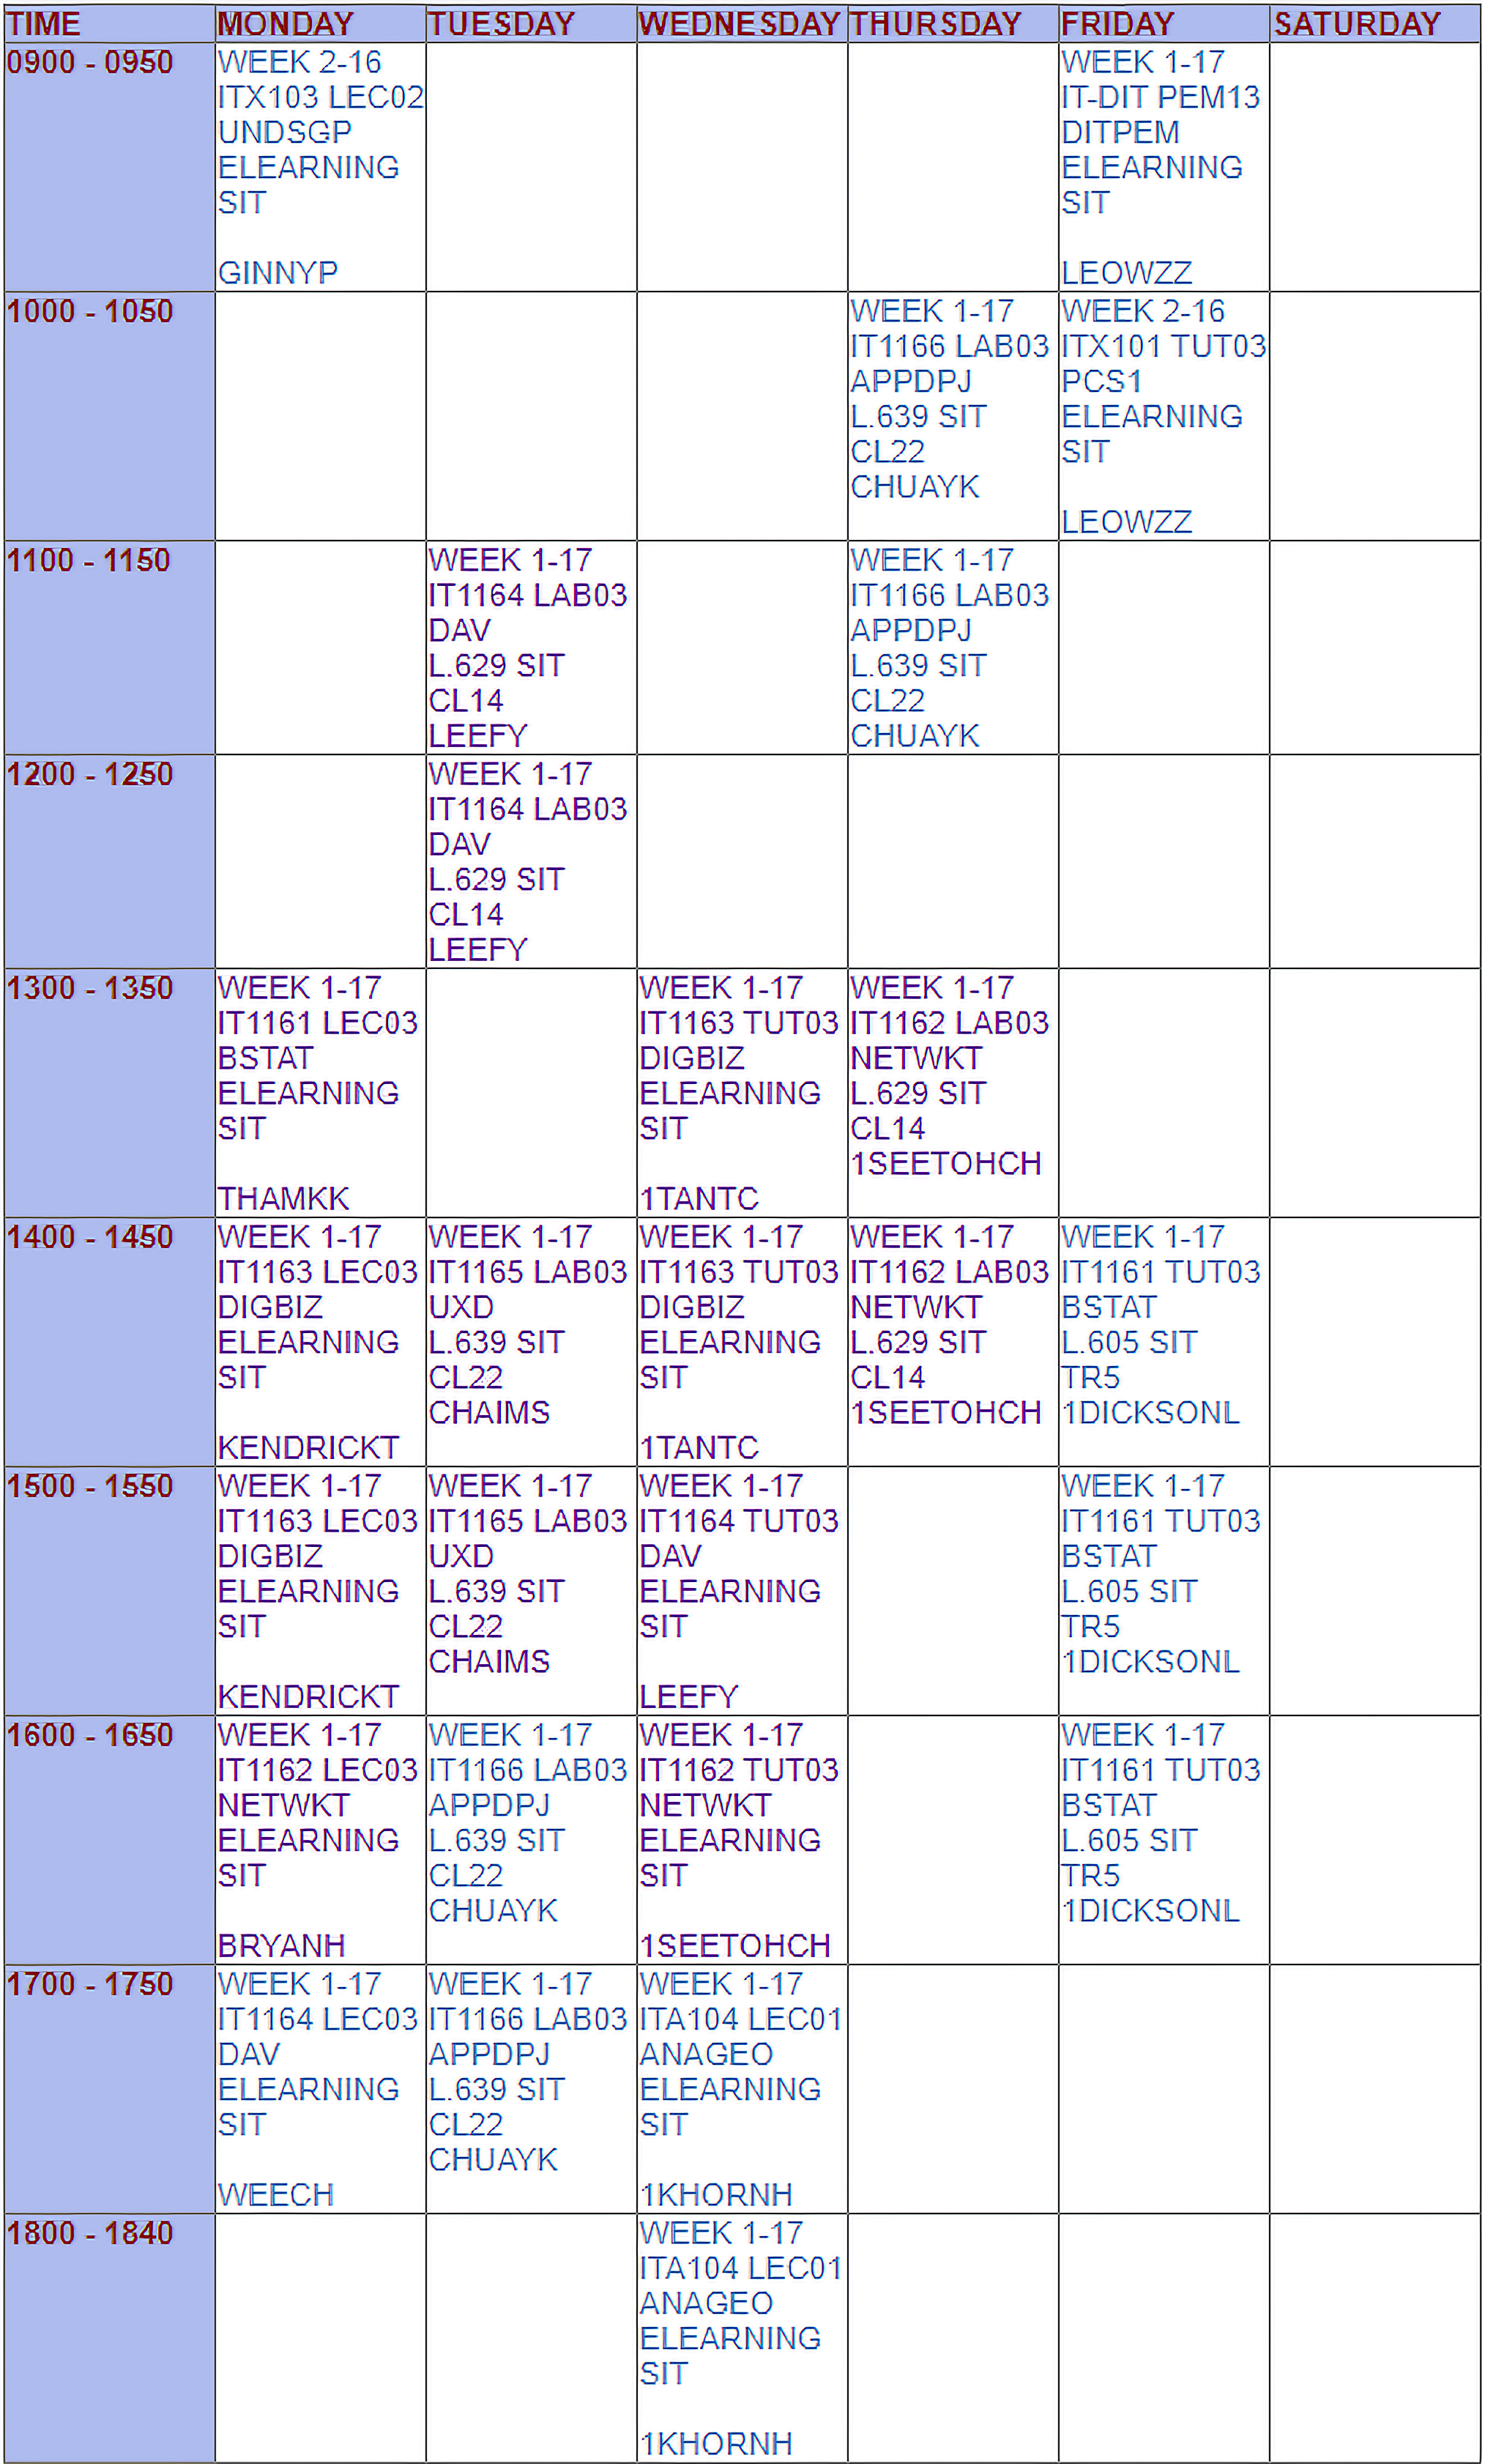 TIME MONDAY TUESDAY WEDNESDAY THURSDAY FRIDAY SATURDAY
0900 - 0950
WEEK 2-16
ITX103 LEC02
UNDSGP
ELEARNING
SIT
GINNYP
WEEK 1-17
IT-DIT PEM13
DITPEM
ELEARNING
SIT
LEOWZZ
1000 - 1050
WEEK 1-17
IT1166 LAB03
APPDPJ
L.639 SIT
CL22
CHUAYK
WEEK 2-16
ITX101 TUT03
PCS1
ELEARNING
SIT
LEOWZZ
1100 - 1150
WEEK 1-17
IT1164 LAB03
DAV
L.629 SIT
CL14
LEEFY
WEEK 1-17
IT1166 LAB03
APPDPJ
L.639 SIT
CL22
CHUAYK
1200 - 1250
WEEK 1-17
IT1164 LAB03
DAV
L.629 SIT
CL14
LEEFY
1300 - 1350
WEEK 1-17
IT1161 LEC03
BSTAT
ELEARNING
SIT
THAMKK
WEEK 1-17
IT1163 TUT03
DIGBIZ
ELEARNING
SIT
1TANTC
WEEK 1-17
IT1162 LAB03
NETWKT
L.629 SIT
CL14
1SEETOHCH
1400 - 1450
WEEK 1-17
IT1163 LEC03
DIGBIZ
ELEARNING
SIT
KENDRICKT
WEEK 1-17
IT1165 LAB03
UXD
L.639 SIT
CL22
CHAIMS
WEEK 1-17
IT1163 TUT03
DIGBIZ
ELEARNING
SIT
1TANTC
WEEK 1-17
IT1162 LAB03
NETWKT
L.629 SIT
CL14
1SEETOHCH
WEEK 1-17
IT1161 TUT03
BSTAT
L.605 SIT
TR5
1DICKSONL
1500 - 1550
WEEK 1-17
IT1163 LEC03
DIGBIZ
ELEARNING
SIT
KENDRICKT
WEEK 1-17
IT1165 LAB03
UXD
L.639 SIT
CL22
CHAIMS
WEEK 1-17
IT1164 TUT03
DAV
ELEARNING
SIT
LEEFY
WEEK 1-17
IT1161 TUT03
BSTAT
L.605 SIT
TR5
1DICKSONL
1600 - 1650
WEEK 1-17
IT1162 LEC03
NETWKT
ELEARNING
SIT
BRYANH
WEEK 1-17
IT1166 LAB03
APPDPJ
L.639 SIT
CL22
CHUAYK
WEEK 1-17
IT1162 TUT03
NETWKT
ELEARNING
SIT
1SEETOHCH
WEEK 1-17
IT1161 TUT03
BSTAT
L.605 SIT
TR5
1DICKSONL
1700 - 1750
WEEK 1-17
IT1164 LEC03
DAV
ELEARNING
SIT
WEECH
WEEK 1-17
IT1166 LAB03
APPDPJ
L.639 SIT
CL22
CHUAYK
WEEK 1-17
ITA104 LEC01
ANAGEO
ELEARNING
SIT
1KHORNH
1800 - 1840
WEEK 1-17
ITA104 LEC01
ANAGEO
ELEARNING
SIT
1KHORNH